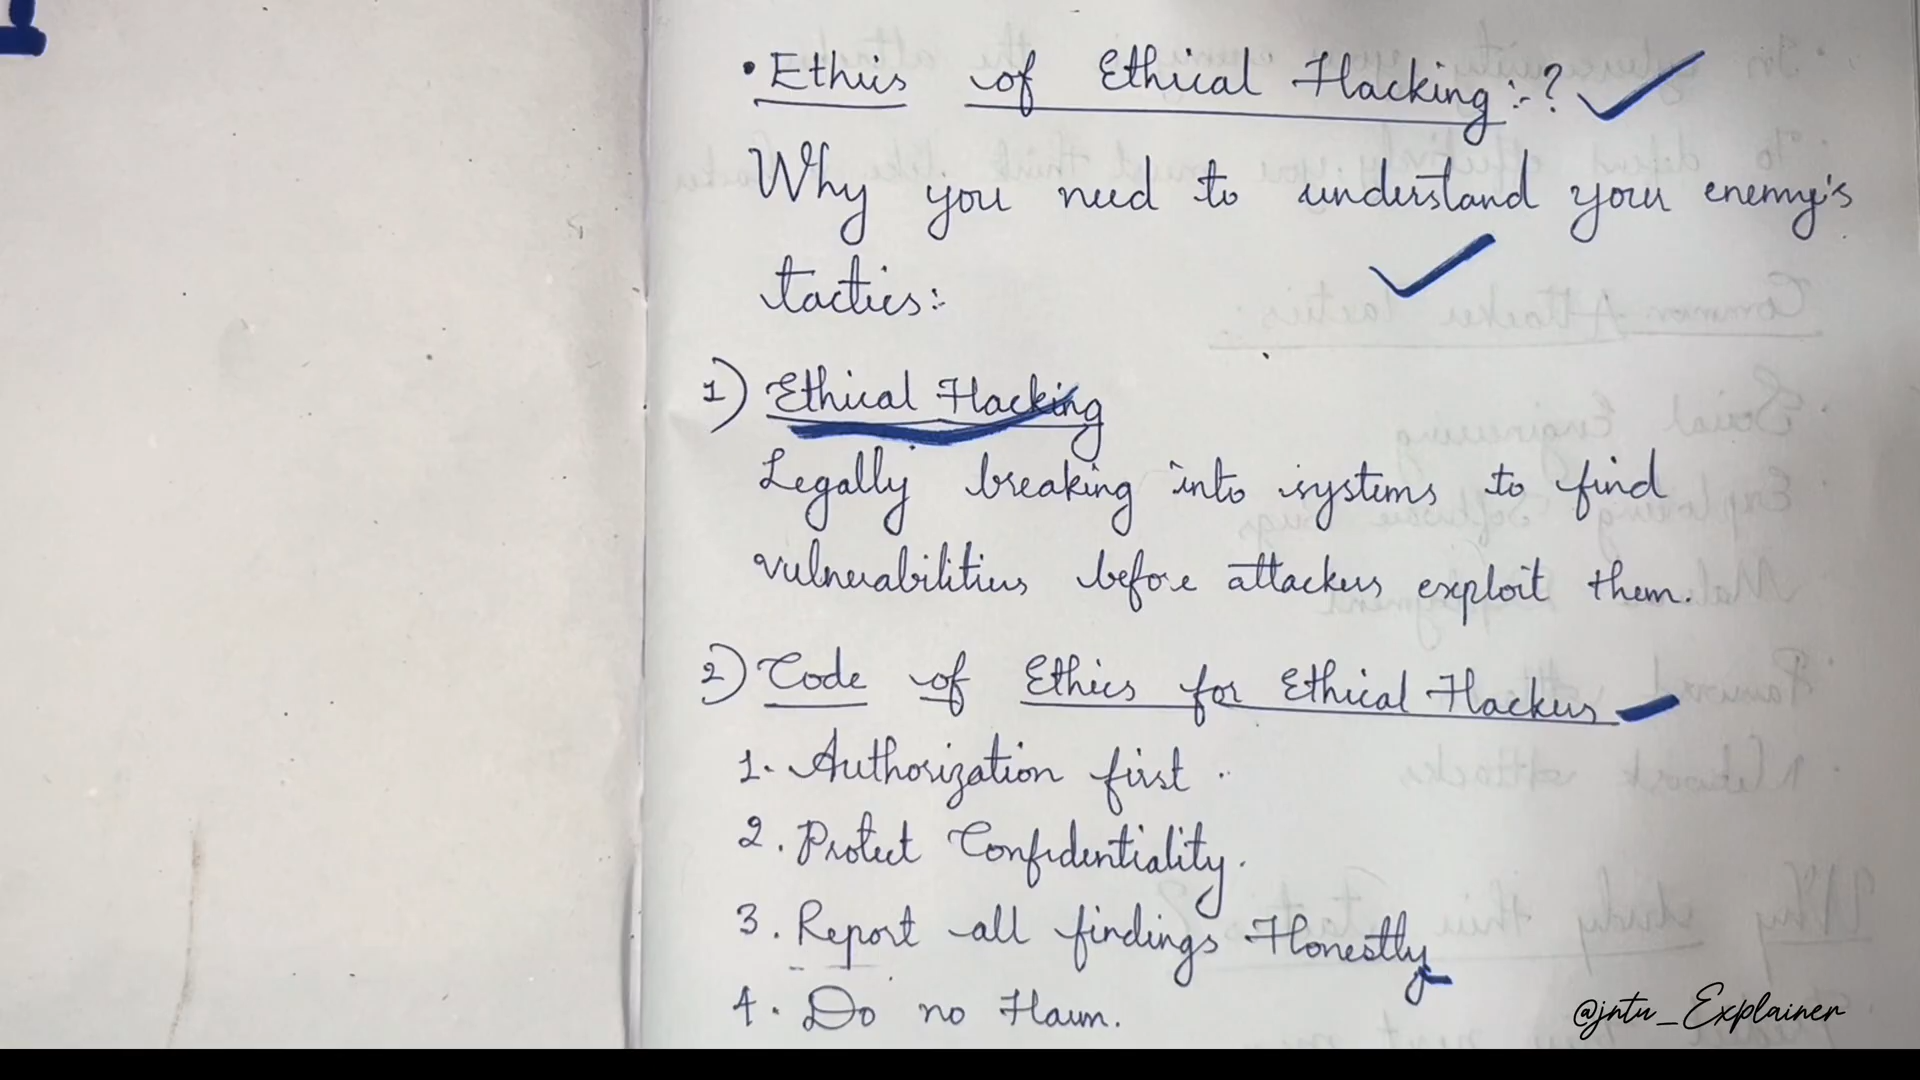 • Ethics of Ethical Hacking :- ?
Why you need to understand your enemy's
tactics :-
1) Ethical Hacking
Legally breaking into systems to find
vulnerabilities before attackers exploit them.
2) Code of Ethics for Ethical Hackers
1. Authorization first.
2. Protect Confidentiality.
3. Report all findings Honestly
4. Do no Harm.
@jntu_Explainer